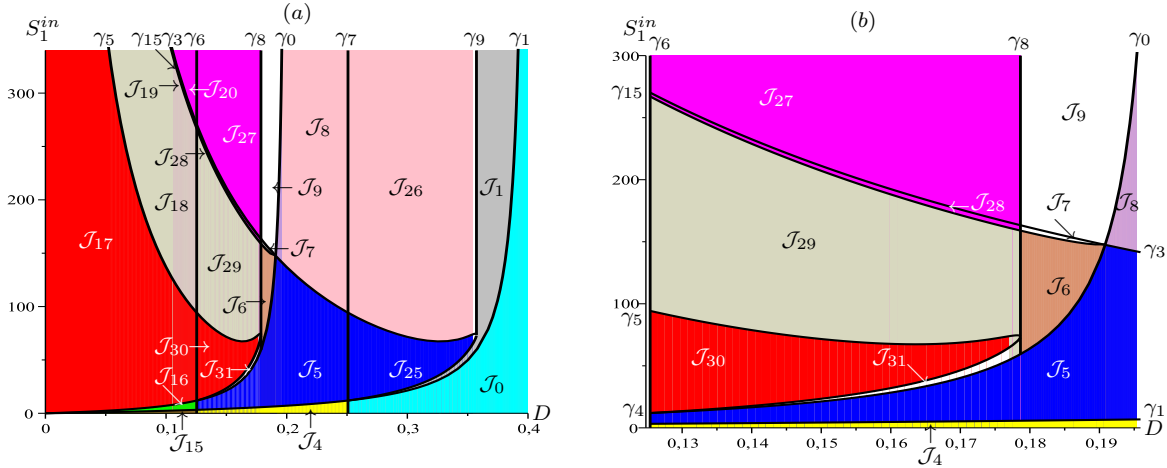 (a)
S₁ⁱⁿ γ5 γ15 γ3 γ6 γ8 γ0 γ7 γ9 γ1
300
200
100
0
0 0,1 0,2 0,3 0,4 D
𝒥19 𝒥20
𝒥27 𝒥8
𝒥28
𝒥18 𝒥9 𝒥26 𝒥1
𝒥17
𝒥7
𝒥29
𝒥6
𝒥30
𝒥16 𝒥31 𝒥5 𝒥25 𝒥0
𝒥15 𝒥4
(b)
S₁ⁱⁿ γ6 γ8 γ0
300
γ15
200
100
γ5
γ4
0
0,13 0,14 0,15 0,16 0,17 0,18 0,19 D
𝒥27 𝒥9
𝒥28 𝒥7 𝒥8
𝒥29 γ3
𝒥6
𝒥30 𝒥31 𝒥5
γ1
𝒥4